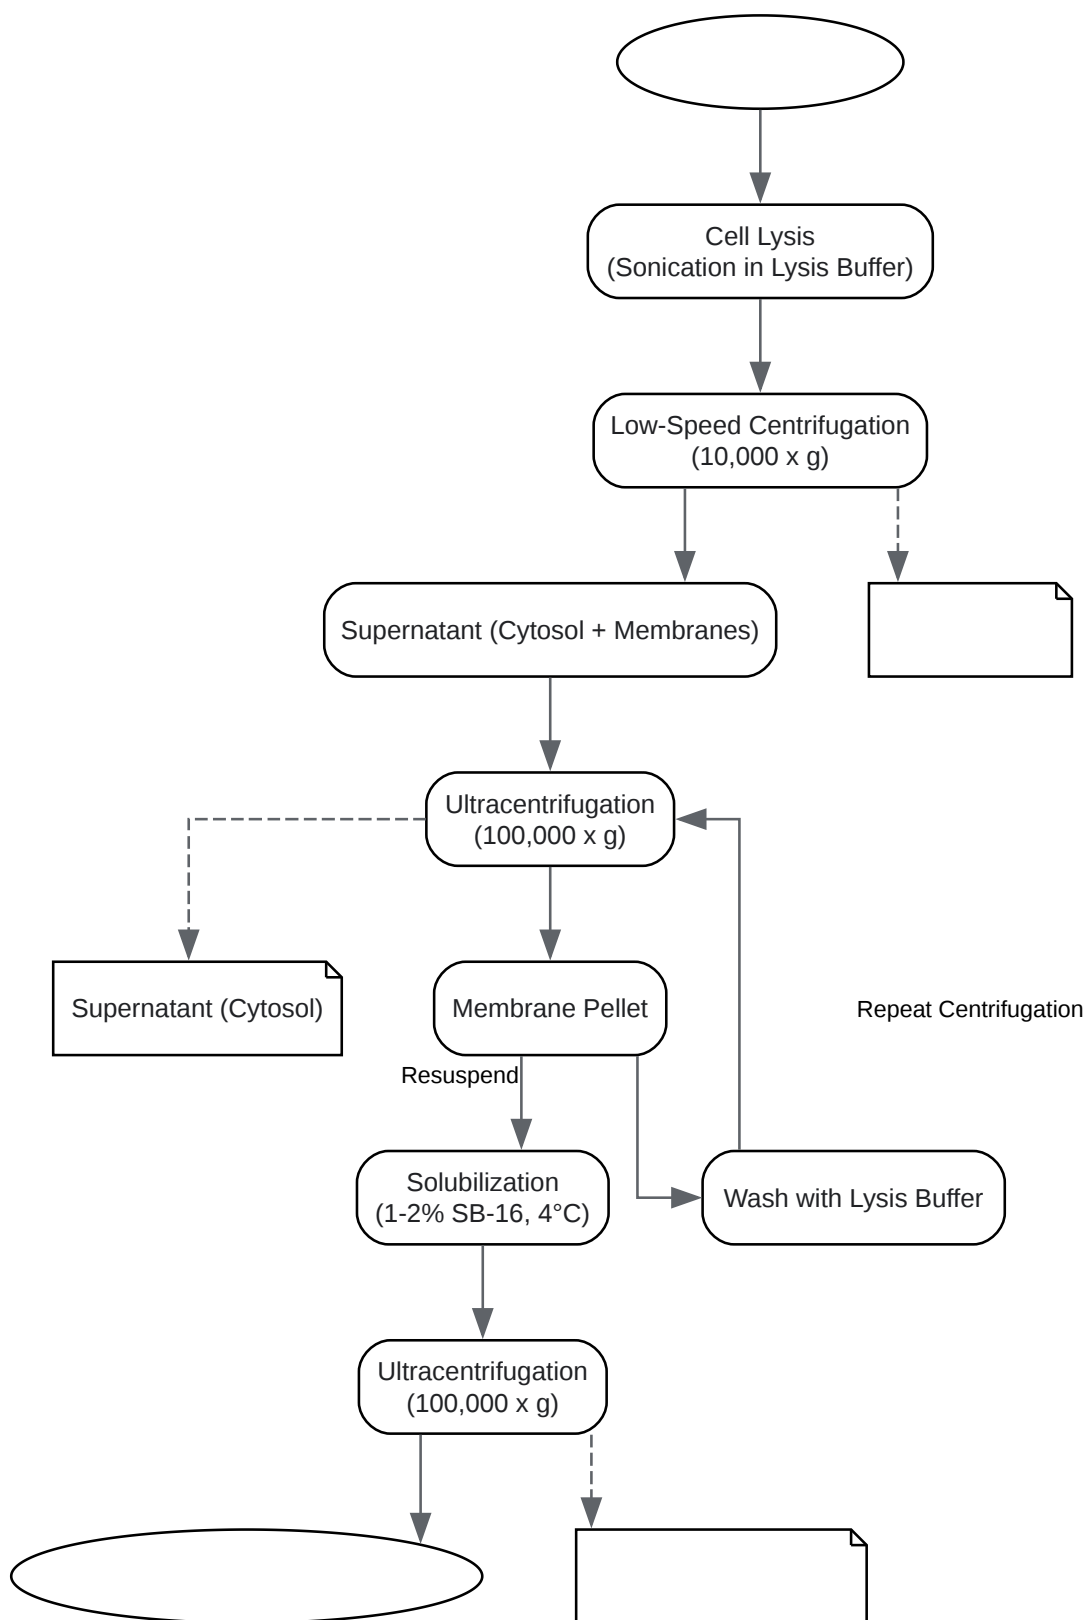 Cell Lysis
(Sonication in Lysis Buffer)
Low-Speed Centrifugation
(10,000 x g)
Supernatant (Cytosol + Membranes)
Ultracentrifugation
(100,000 x g)
Supernatant (Cytosol)
Membrane Pellet
Repeat Centrifugation
Resuspend
Solubilization
(1-2% SB-16, 4°C)
Wash with Lysis Buffer
Ultracentrifugation
(100,000 x g)